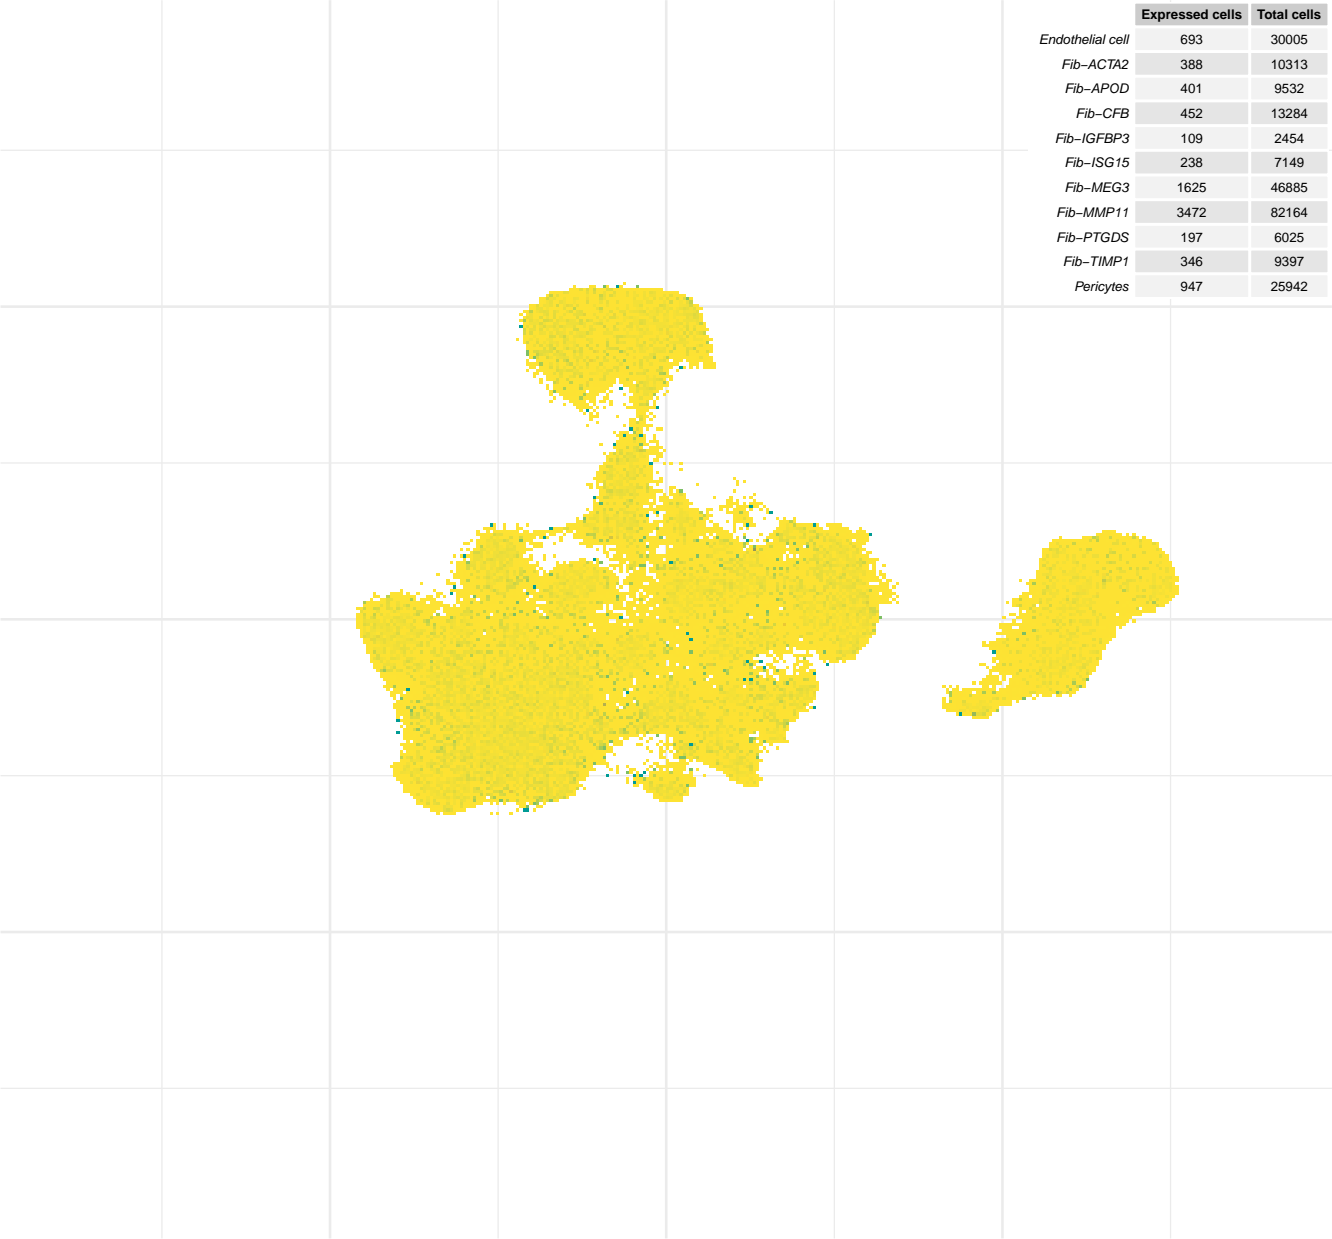 Expressed cells Total cells
Endothelial cell 693 30005
Fib−ACTA2 388 10313
Fib−APOD 401 9532
Fib−CFB 452 13284
Fib−IGFBP3 109 2454
Fib−ISG15 238 7149
Fib−MEG3 1625 46885
Fib−MMP11 3472 82164
Fib−PTGDS 197 6025
Fib−TIMP1 346 9397
Pericytes 947 25942